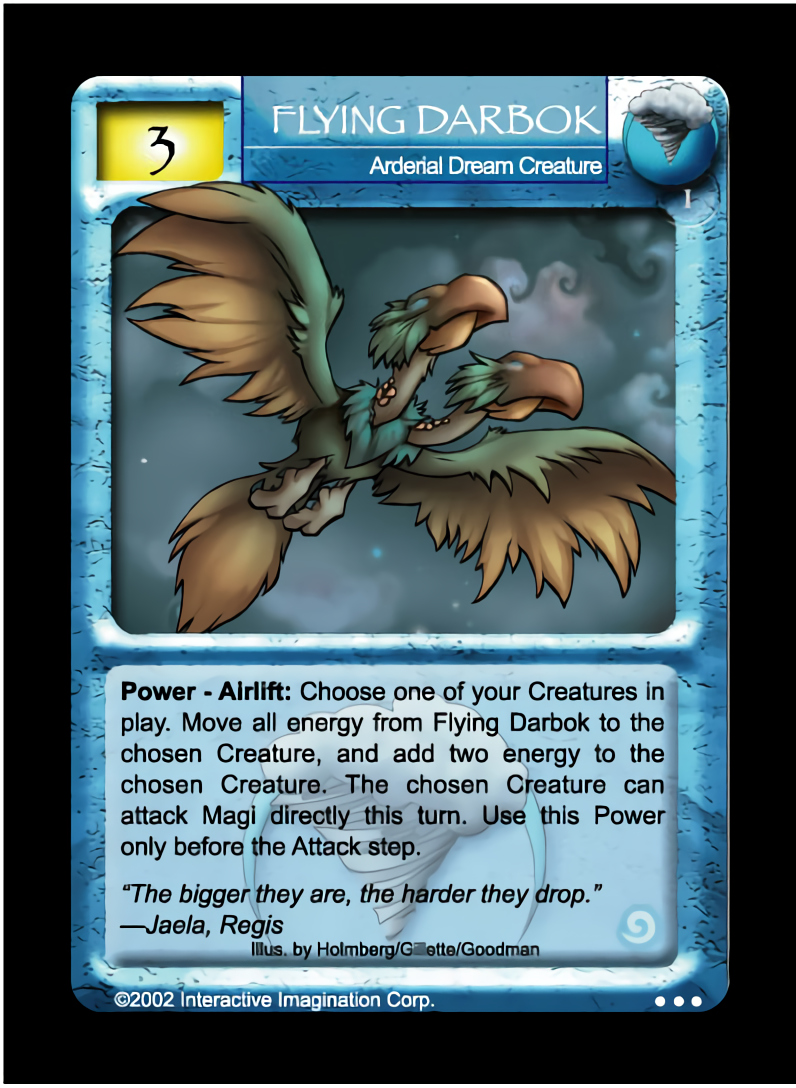 3
FLYING DARBOK
Arderial Dream Creature
I
Power - Airlift: Choose one of your Creatures in
play. Move all energy from Flying Darbok to the
chosen Creature, and add two energy to the
chosen Creature. The chosen Creature can
attack Magi directly this turn. Use this Power
only before the Attack step.
“The bigger they are, the harder they drop.”
—Jaela, Regis
Illus. by Holmberg/ /Goodman
©2002 Interactive Imagination Corp.